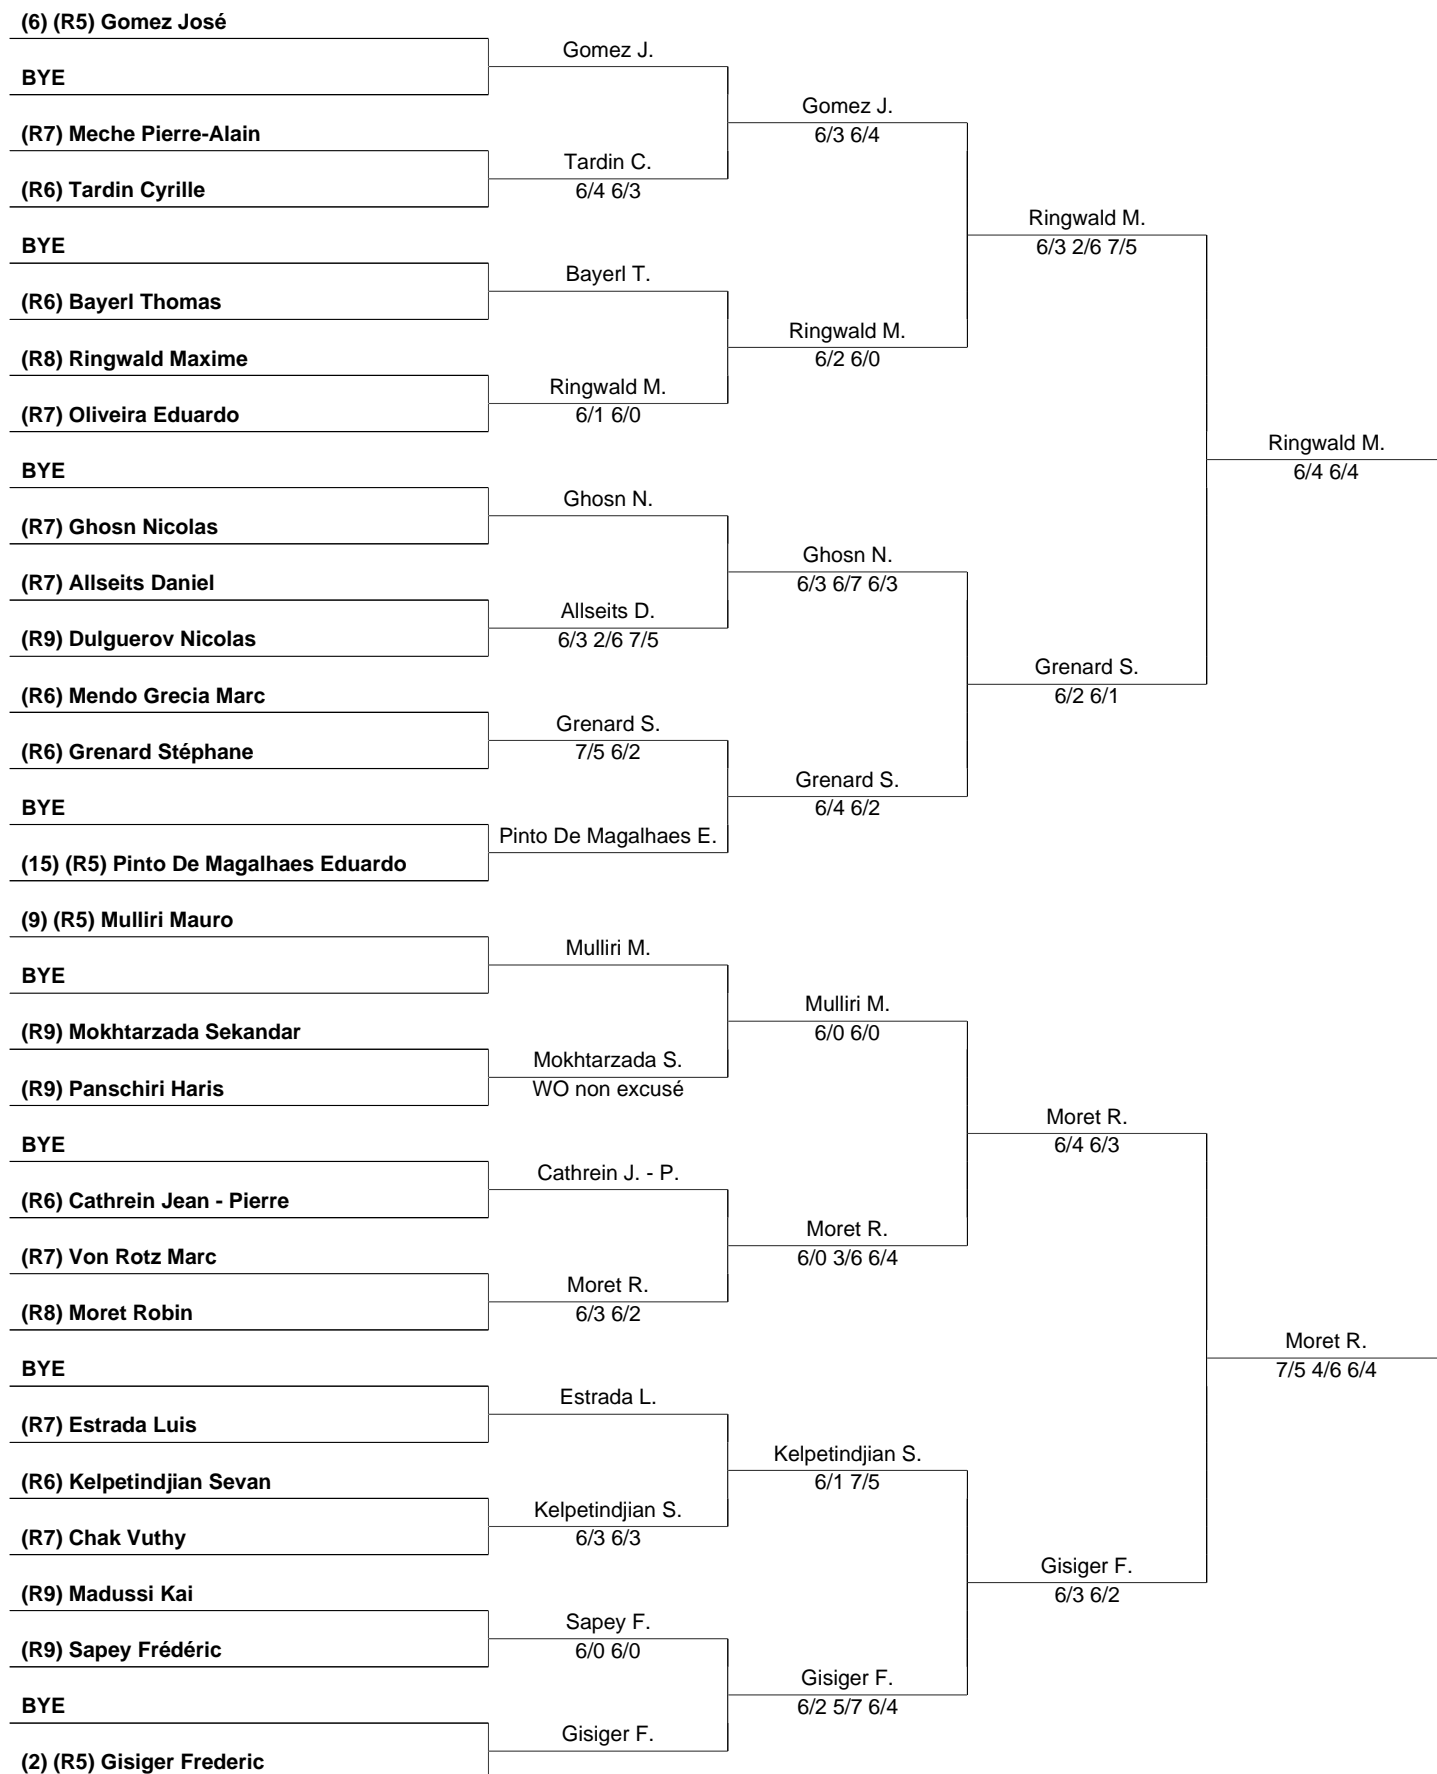 (6) (R5) Gomez José
Gomez J.
BYE
Gomez J.
(R7) Meche Pierre-Alain
6/3 6/4
Tardin C.
(R6) Tardin Cyrille
6/4 6/3
Ringwald M.
BYE
6/3 2/6 7/5
Bayerl T.
(R6) Bayerl Thomas
Ringwald M.
(R8) Ringwald Maxime
6/2 6/0
Ringwald M.
(R7) Oliveira Eduardo
6/1 6/0
Ringwald M.
BYE
6/4 6/4
Ghosn N.
(R7) Ghosn Nicolas
Ghosn N.
(R7) Allseits Daniel
6/3 6/7 6/3
Allseits D.
(R9) Dulguerov Nicolas
6/3 2/6 7/5
Grenard S.
(R6) Mendo Grecia Marc
6/2 6/1
Grenard S.
(R6) Grenard Stéphane
7/5 6/2
Grenard S.
BYE
6/4 6/2
Pinto De Magalhaes E.
(15) (R5) Pinto De Magalhaes Eduardo
(9) (R5) Mulliri Mauro
Mulliri M.
BYE
Mulliri M.
(R9) Mokhtarzada Sekandar
6/0 6/0
Mokhtarzada S.
(R9) Panschiri Haris
WO non excusé
Moret R.
BYE
6/4 6/3
Cathrein J. - P.
(R6) Cathrein Jean - Pierre
Moret R.
(R7) Von Rotz Marc
6/0 3/6 6/4
Moret R.
(R8) Moret Robin
6/3 6/2
Moret R.
BYE
7/5 4/6 6/4
Estrada L.
(R7) Estrada Luis
Kelpetindjian S.
(R6) Kelpetindjian Sevan
6/1 7/5
Kelpetindjian S.
(R7) Chak Vuthy
6/3 6/3
Gisiger F.
(R9) Madussi Kai
6/3 6/2
Sapey F.
(R9) Sapey Frédéric
6/0 6/0
Gisiger F.
BYE
6/2 5/7 6/4
Gisiger F.
(2) (R5) Gisiger Frederic